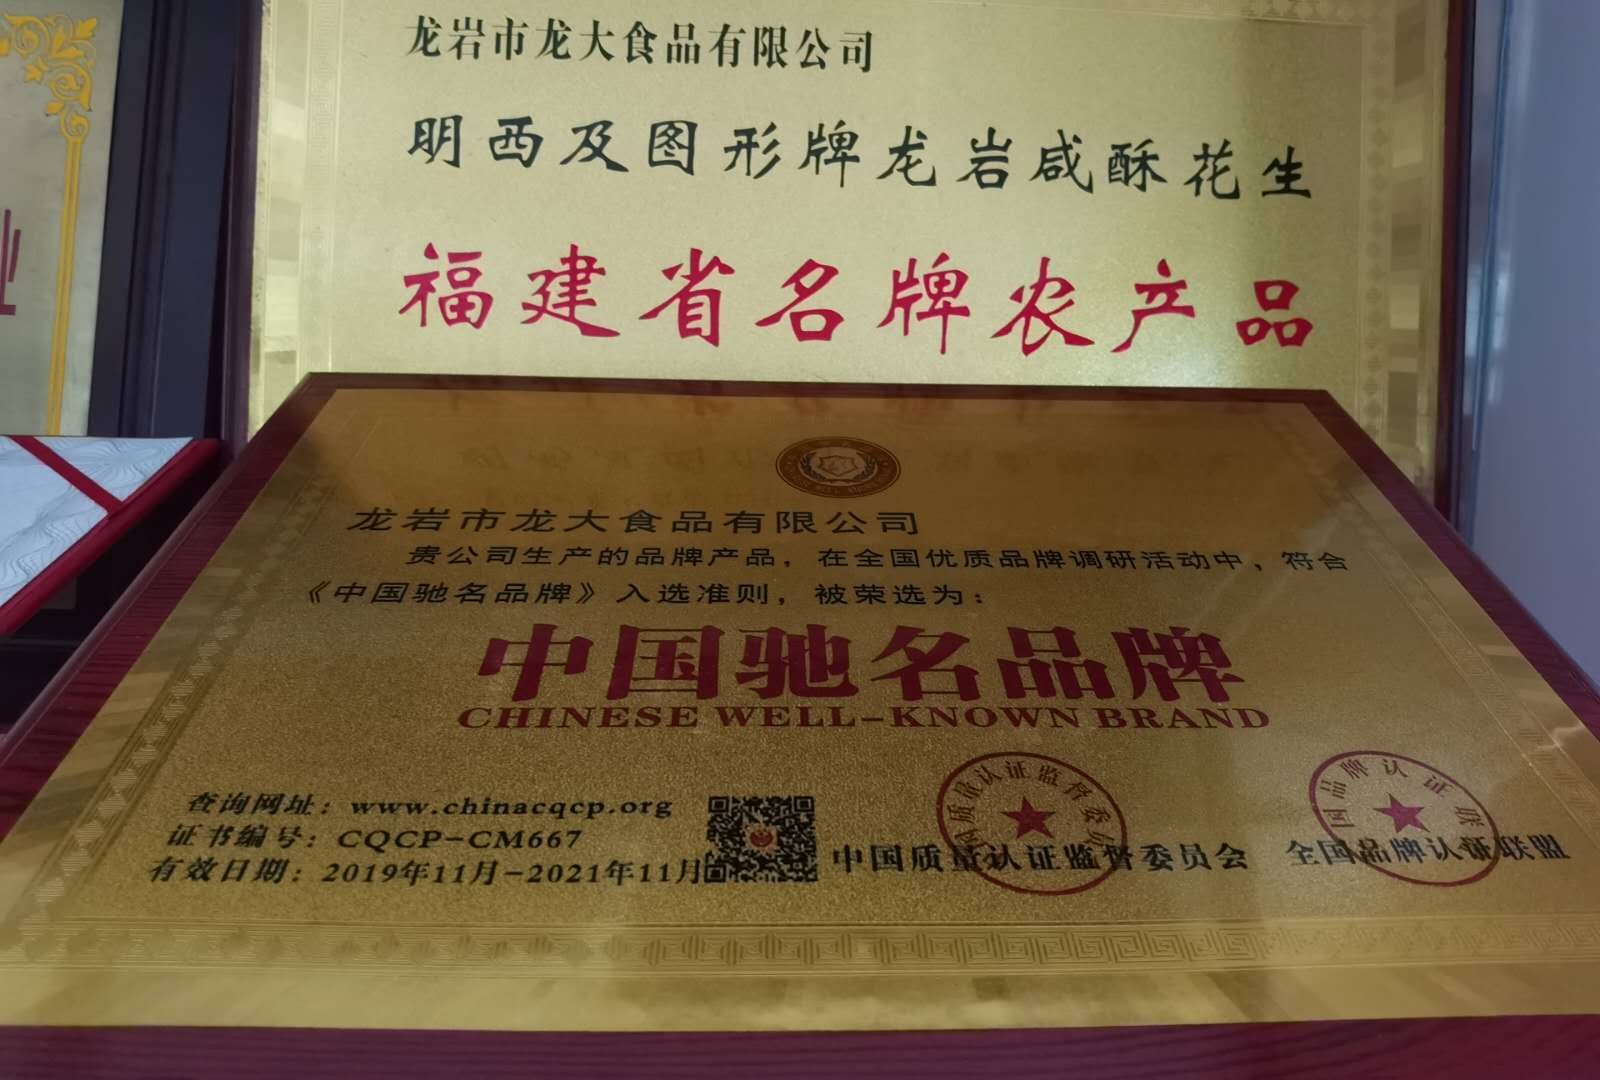 龙岩市龙大食品有限公司
明西及图形牌龙岩咸酥花生
福建省名牌农产品
业
龙岩市龙大食品有限公司
贵公司生产的品牌产品，在全国优质品牌调研活动中，符合
《中国驰名品牌》入选准则，被荣选为：
中国驰名品牌
CHINESE WELL-KNOWN BRAND
查询网址：www.chinacqcp.org
证书编号：CQCP-CM667
有效日期：2019年11月-2021年11月
中国质量认证监督委员会 全国品牌认证联盟